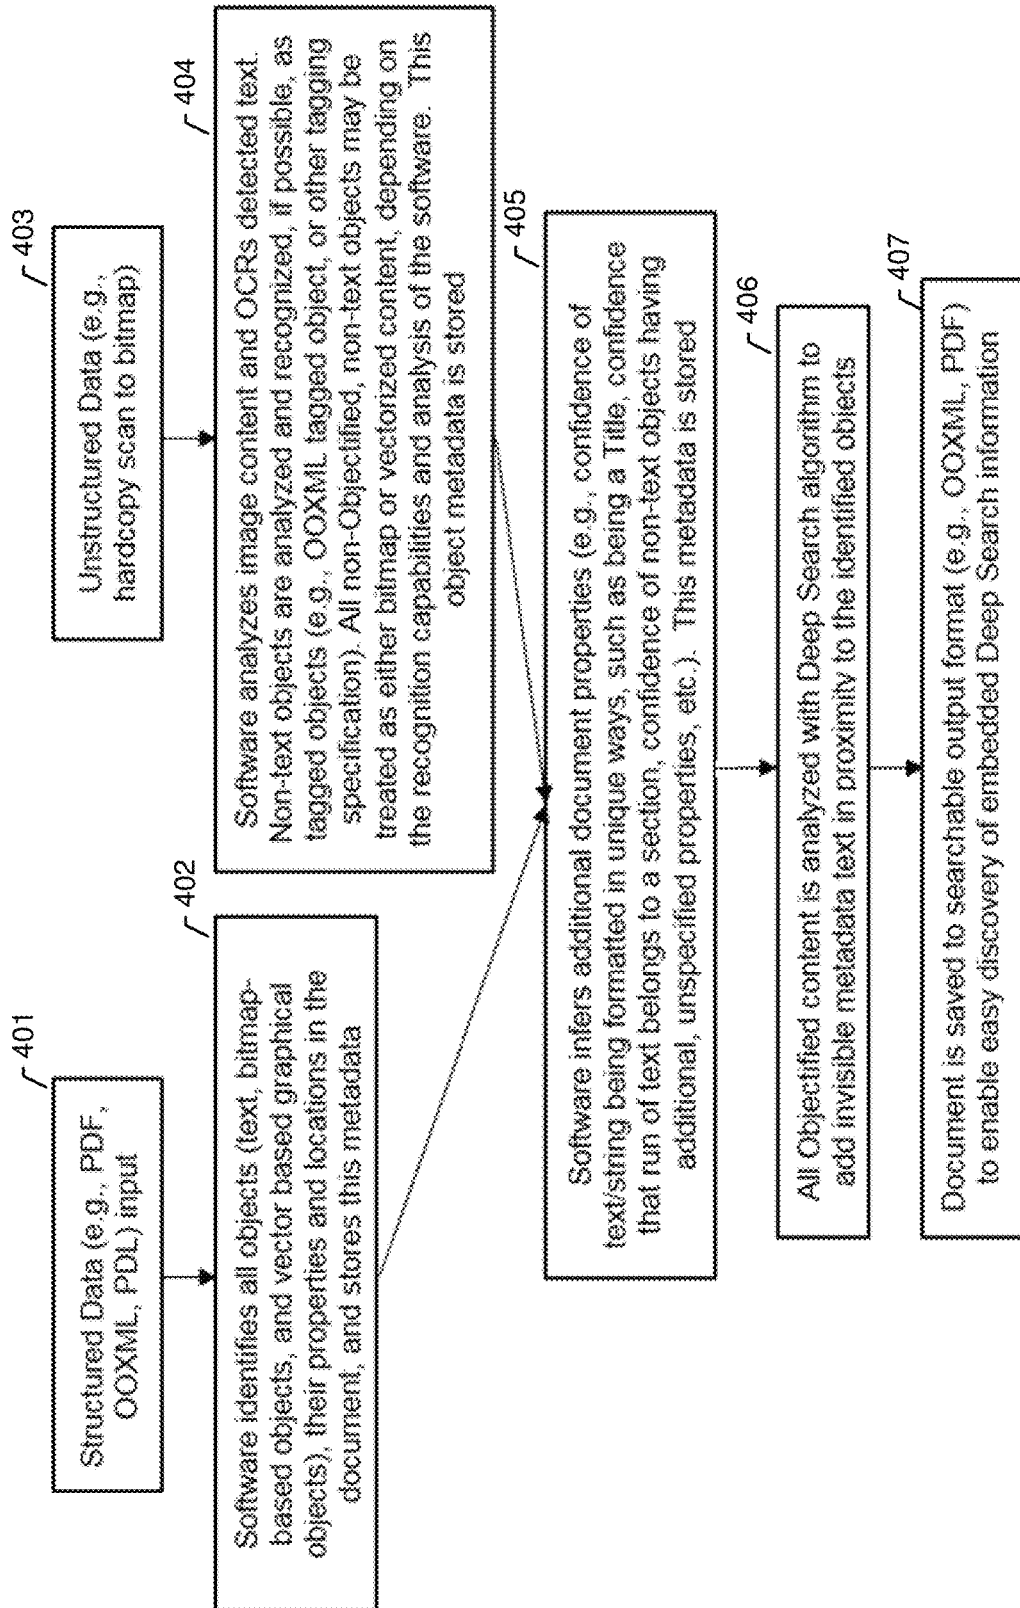 401
Structured Data (e.g., PDF,
OOXML, PDL) input
402
Software identifies all objects (text, bitmap-
based objects, and vector based graphical
objects), their properties and locations in the
document, and stores this metadata
403
Unstructured Data (e.g.,
hardcopy scan to bitmap)
404
Software analyzes image content and OCRs detected text.
Non-text objects are analyzed and recognized, if possible, as
tagged objects (e.g., OOXML tagged object, or other tagging
specification). All non-Objectified, non-text objects may be
treated as either bitmap or vectorized content, depending on
the recognition capabilities and analysis of the software. This
object metadata is stored
405
Software infers additional document properties (e.g., confidence of
text/string being formatted in unique ways, such as being a Title, confidence
that run of text belongs to a section, confidence of non-text objects having
additional, unspecified properties, etc.). This metadata is stored
406
All Objectified content is analyzed with Deep Search algorithm to
add invisible metadata text in proximity to the identified objects
407
Document is saved to searchable output format (e.g., OOXML, PDF)
to enable easy discovery of embedded Deep Search information